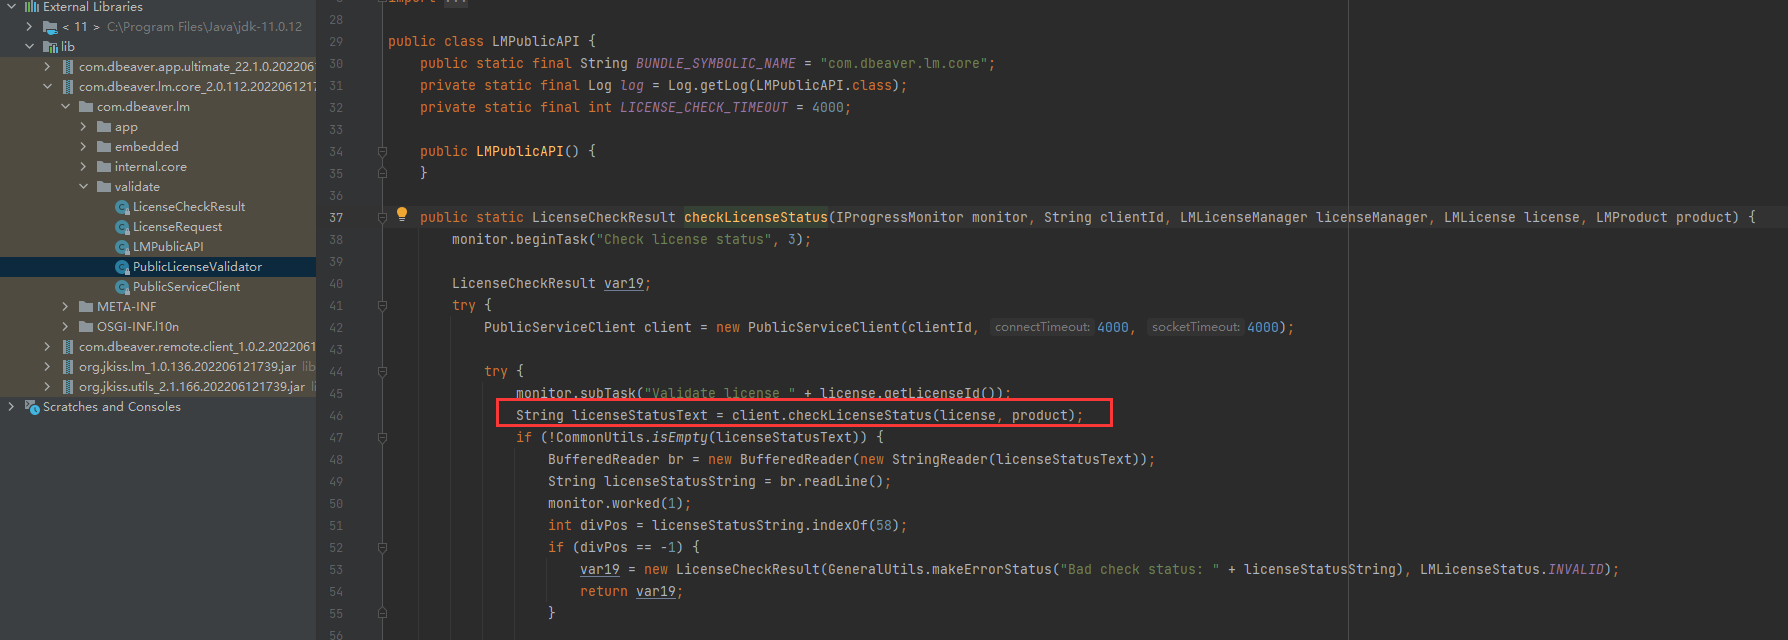 External Libraries
< 11 > C:\Program Files\Java\jdk-11.0.12
lib
com.dbeaver.app.ultimate_22.1.0.202206
com.dbeaver.lm.core_2.0.112.2022061217
com.dbeaver.lm
app
embedded
internal.core
validate
LicenseCheckResult
LicenseRequest
LMPublicAPI
PublicLicenseValidator
PublicServiceClient
META-INF
OSGI-INF.l10n
com.dbeaver.remote.client_1.0.2.202206
org.jkiss.lm_1.0.136.202206121739.jar lib
org.jkiss.utils_2.1.166.202206121739.jar
Scratches and Consoles
import ...
28
29 public class LMPublicAPI {
30 public static final String BUNDLE_SYMBOLIC_NAME = "com.dbeaver.lm.core";
31 private static final Log log = Log.getLog(LMPublicAPI.class);
32 private static final int LICENSE_CHECK_TIMEOUT = 4000;
33
34 public LMPublicAPI() {
35 }
36
37 public static LicenseCheckResult checkLicenseStatus(IProgressMonitor monitor, String clientId, LMLicenseManager licenseManager, LMLicense license, LMProduct product) {
38 monitor.beginTask("Check license status", 3);
39
40 LicenseCheckResult var19;
41 try {
42 PublicServiceClient client = new PublicServiceClient(clientId, connectTimeout: 4000, socketTimeout: 4000);
43
44 try {
45 monitor.subTask("Validate license " + license.getLicenseId());
46 String licenseStatusText = client.checkLicenseStatus(license, product);
47 if (!CommonUtils.isEmpty(licenseStatusText)) {
48 BufferedReader br = new BufferedReader(new StringReader(licenseStatusText));
49 String licenseStatusString = br.readLine();
50 monitor.worked(1);
51 int divPos = licenseStatusString.indexOf(58);
52 if (divPos == -1) {
53 var19 = new LicenseCheckResult(GeneralUtils.makeErrorStatus("Bad check status: " + licenseStatusString), LMLicenseStatus.INVALID);
54 return var19;
55 }
56